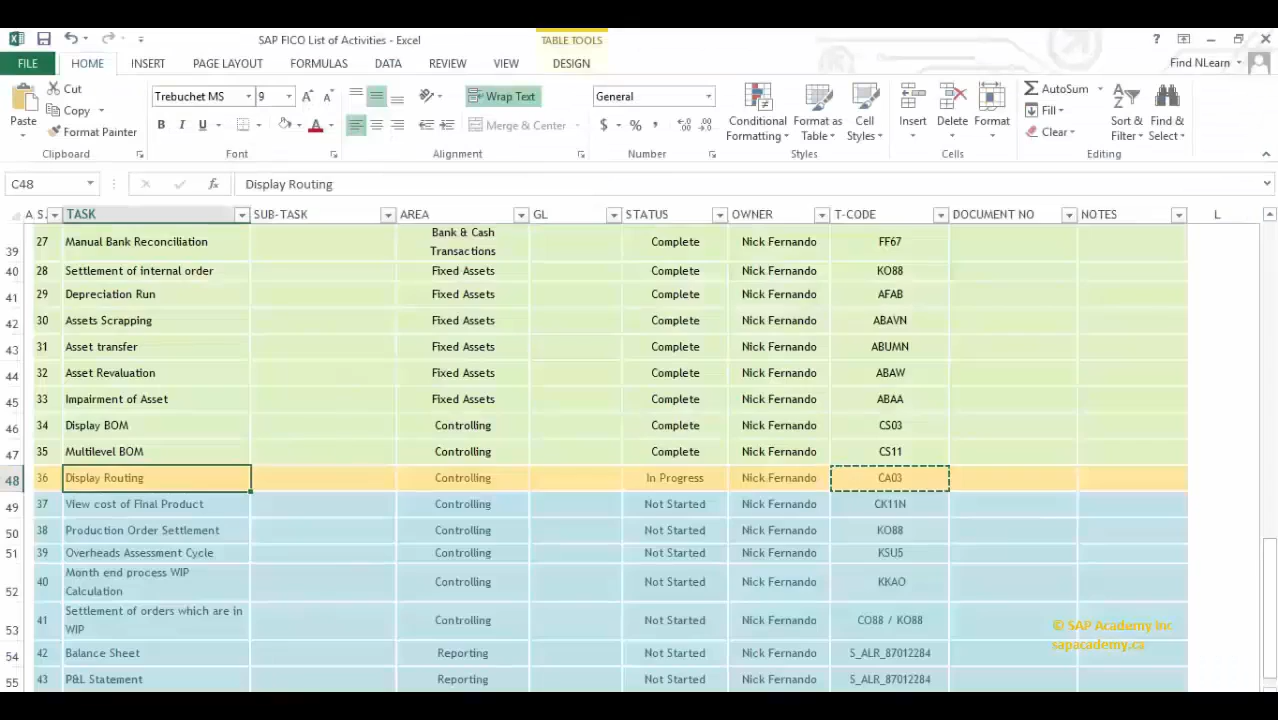 SAP FICO List of Activities - Excel
TABLE TOOLS
?
FILE HOME INSERT PAGE LAYOUT FORMULAS DATA REVIEW VIEW DESIGN Find NLearn
Cut
Copy
Format Painter
Paste
Clipboard
Trebuchet MS 9
B I U
Font
Wrap Text
Merge & Center
Alignment
General
$ % ,
Number
Conditional Formatting
Format as Table
Cell Styles
Styles
Insert Delete Format
Cells
AutoSum
Fill
Clear
Sort & Filter
Find & Select
Editing
C48 fx Display Routing
A S. TASK SUB-TASK AREA GL STATUS OWNER T-CODE DOCUMENT NO NOTES L
39 27 Manual Bank Reconciliation Bank & Cash Transactions Complete Nick Fernando FF67
40 28 Settlement of internal order Fixed Assets Complete Nick Fernando KO88
41 29 Depreciation Run Fixed Assets Complete Nick Fernando AFAB
42 30 Assets Scrapping Fixed Assets Complete Nick Fernando ABAVN
43 31 Asset transfer Fixed Assets Complete Nick Fernando ABUMN
44 32 Asset Revaluation Fixed Assets Complete Nick Fernando ABAW
45 33 Impairment of Asset Fixed Assets Complete Nick Fernando ABAA
46 34 Display BOM Controlling Complete Nick Fernando CS03
47 35 Multilevel BOM Controlling Complete Nick Fernando CS11
48 36 Display Routing Controlling In Progress Nick Fernando CA03
49 37 View cost of Final Product Controlling Not Started Nick Fernando CK11N
50 38 Production Order Settlement Controlling Not Started Nick Fernando KO88
51 39 Overheads Assessment Cycle Controlling Not Started Nick Fernando KSU5
52 40 Month end process WIP Calculation Controlling Not Started Nick Fernando KKAO
53 41 Settlement of orders which are in WIP Controlling Not Started Nick Fernando CO88 / KO88
54 42 Balance Sheet Reporting Not Started Nick Fernando S_ALR_87012284
55 43 P&L Statement Reporting Not Started Nick Fernando S_ALR_87012284
© SAP Academy Inc
sapacademy.ca